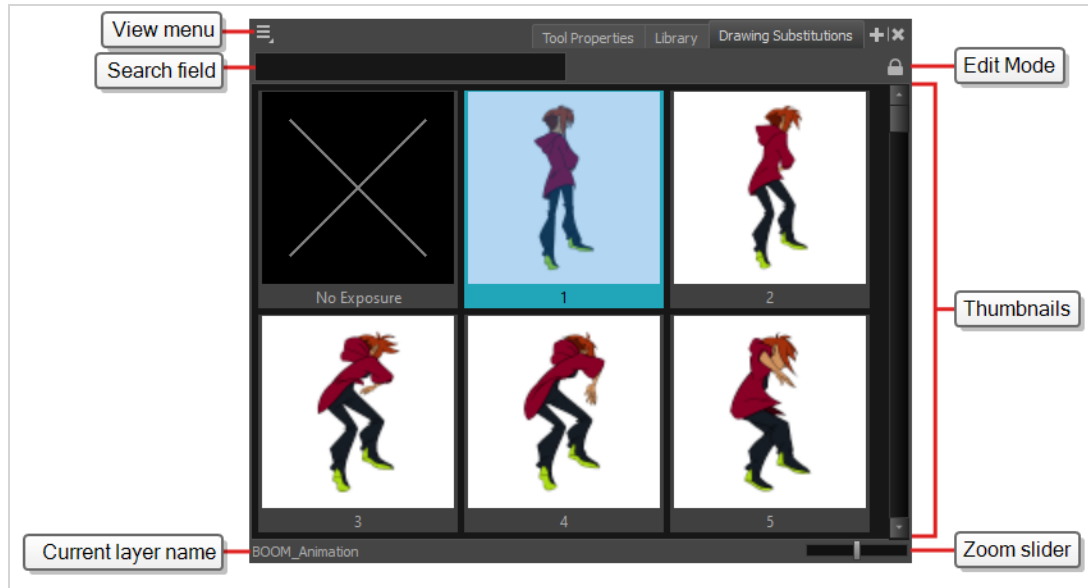 View menu
Tool Properties
Library
Drawing Substitutions
Search field
Edit Mode
No Exposure
1
2
Thumbnails
3
4
5
Current layer name
BOOM_Animation
Zoom slider